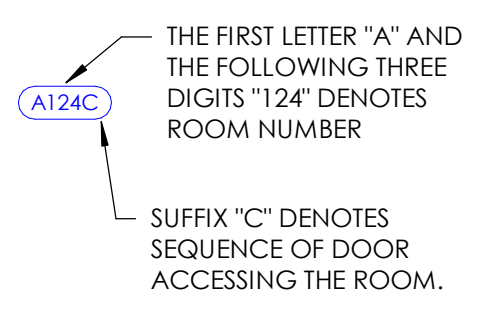 THE FIRST LETTER "A" AND
THE FOLLOWING THREE
DIGITS "124" DENOTES
ROOM NUMBER
A124C
SUFFIX "C" DENOTES
SEQUENCE OF DOOR
ACCESSING THE ROOM.